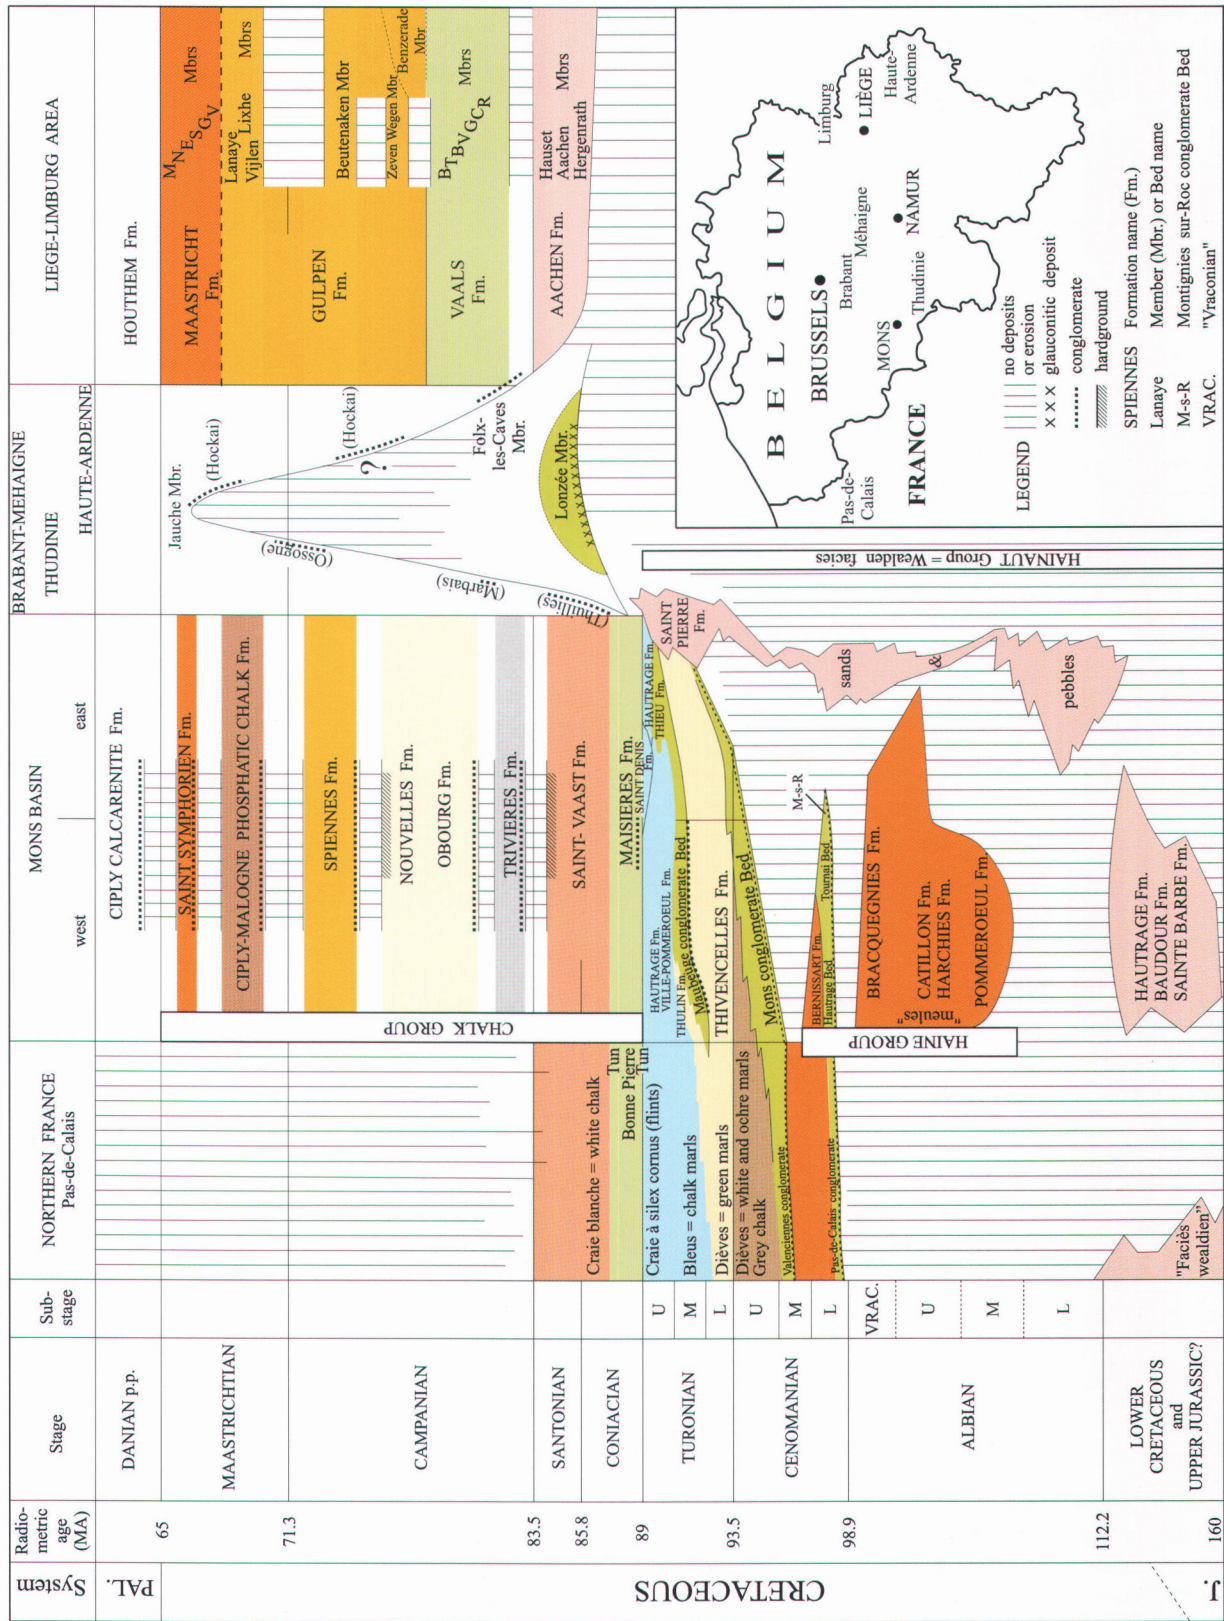 System
Radio-
metric
age
(MA)
Stage
Sub-
stage
NORTHERN FRANCE
Pas-de-Calais
MONS BASIN
west
east
BRABANT-MEHAIGNE
THUDINIE
HAUTE-ARDENNE
LIEGE-LIMBURG AREA
PAL.
CRETACEOUS
J.
65
71.3
83.5
85.8
89
93.5
98.9
112.2
160
DANIAN p.p.
MAASTRICHTIAN
CAMPANIAN
SANTONIAN
CONIACIAN
TURONIAN
CENOMANIAN
ALBIAN
LOWER
CRETACEOUS
and
UPPER JURASSIC?
U
M
L
U
M
L
VRAC.
U
M
L
Craie blanche = white chalk
Tun
Bonne Pierre
Tun
Craie à silex cornus (flints)
Bleus = chalk marls
Dièves = green marls
Dièves = white and ochre marls
Grey chalk
Valenciennes conglomerate
Pas-de-Calais conglomerate
"Faciès
wealdien"
CHALK GROUP
HAINE GROUP
CIPLY CALCARENITE Fm.
SAINT SYMPHORIEN Fm.
CIPLY-MALOGNE PHOSPHATIC CHALK Fm.
SPIENNES Fm.
NOUVELLES Fm.
OBOURG Fm.
TRIVIERES Fm.
SAINT- VAAST Fm.
MAISIERES Fm.
SAINT DENIS
Fm.
HAUTRAGE Fm.
VILLE-POMMEROEUL Fm.
HAUTRAGE Fm.
THIEU Fm.
THULIN Fm.
Maubeuge conglomerate Bed
THIVENCELLES Fm.
Mons conglomerate Bed
SAINT
PIERRE
Fm.
M-s-R
BERNISSART Fm.
Hautrage Bed
Tournai Bed
BRACQUEGNIES Fm.
CATILLON Fm.
HARCHIES Fm.
"meules"
POMMEROEUL Fm.
sands
&
pebbles
HAUTRAGE Fm.
BAUDOUR Fm.
SAINTE BARBE Fm.
HAINAUT Group = Wealden facies
Jauche Mbr.
(Hockai)
(Ossogne)
(Hockai)
?
(Marbais)
(Thuillies)
Folx-
les-Caves
Mbr.
Lonzée Mbr.
xxxxxxxxxxxxx
HOUTHEM Fm.
MAASTRICHT
Fm.
M N E S G V Mbrs
GULPEN
Fm.
Lanaye
Vijlen Lixhe Mbrs
Beutenaken Mbr
Zeven Wegen Mbr
Benzerade
Mbr
VAALS
Fm.
B T B V G C R Mbrs
AACHEN Fm.
Hauset
Aachen Mbrs
Hergenrath
BELGIUM
BRUSSELS
Limburg
LIÈGE
Haute-
Ardenne
Brabant
Méhaigne
NAMUR
MONS
Thudinie
Pas-de-
Calais
FRANCE
LEGEND
no deposits
or erosion
x x x glauconitic deposit
conglomerate
hardground
SPIENNES Formation name (Fm.)
Lanaye Member (Mbr.) or Bed name
M-s-R Montignies sur-Roc conglomerate Bed
VRAC. "Vraconian"